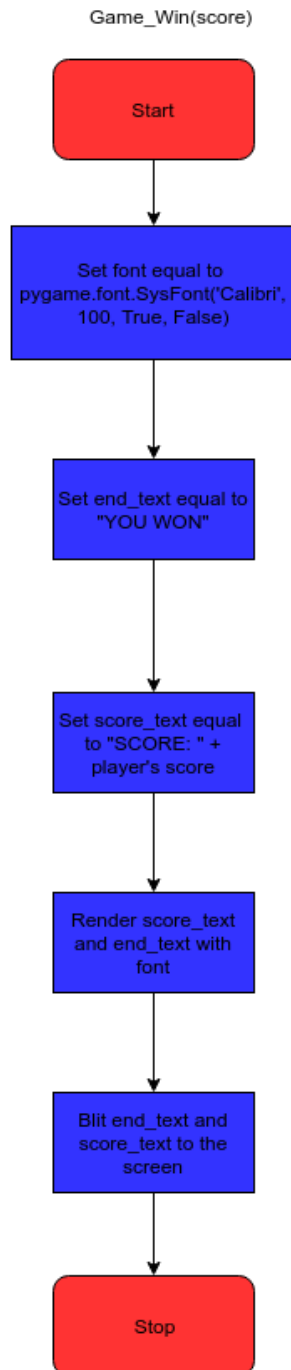 Game_Win(score)
Start
Set font equal to
pygame.font.SysFont('Calibri',
100, True, False)
Set end_text equal to
"YOU WON"
Set score_text equal
to "SCORE: " +
player's score
Render score_text
and end_text with
font
Blit end_text and
score_text to the
screen
Stop